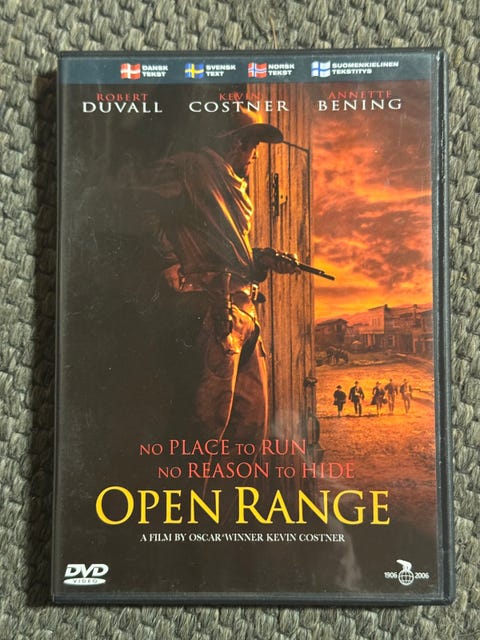 DANSK TEKST
SVENSK TEXT
NORSK TEKST
SUOMENKIELINEN TEKSTITYS
ROBERT DUVALL
KEVIN COSTNER
ANNETTE BENING
NO PLACE TO RUN
NO REASON TO HIDE
OPEN RANGE
A FILM BY OSCAR®WINNER KEVIN COSTNER
DVD
VIDEO
1906 2006